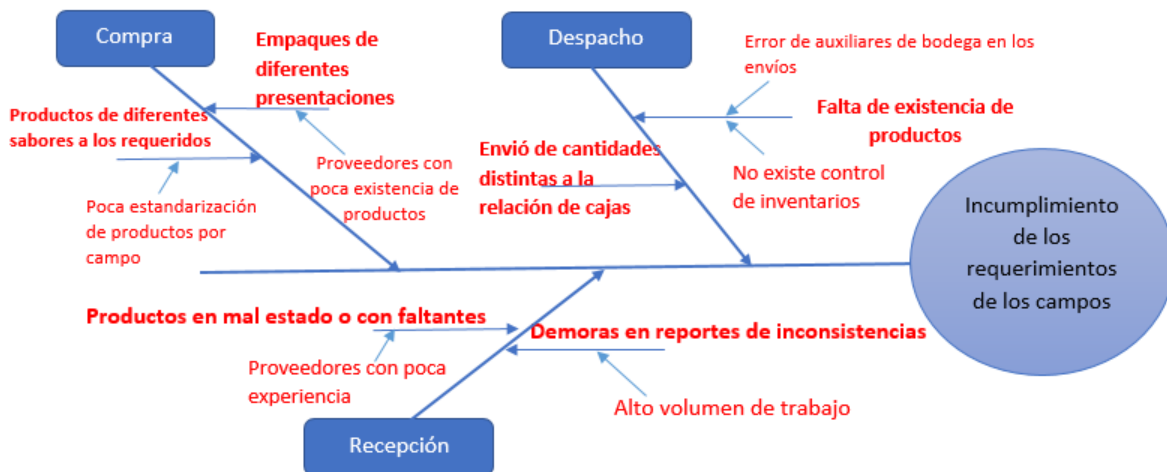 Compra
Empaques de
diferentes
presentaciones
Productos de diferentes
sabores a los requeridos
Proveedores con
poca existencia de
productos
Poca estandarización
de productos por
campo
Despacho
Error de auxiliares de bodega en los
envíos
Falta de existencia de
productos
Envió de cantidades
distintas a la
relación de cajas
No existe control
de inventarios
Incumplimiento
de los
requerimientos
de los campos
Productos en mal estado o con faltantes
Proveedores con poca
experiencia
Demoras en reportes de inconsistencias
Alto volumen de trabajo
Recepción